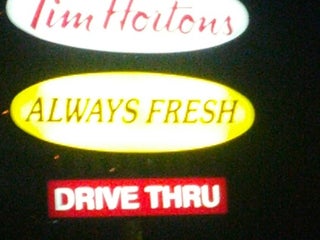 Tim Hortons
ALWAYS FRESH
DRIVE THRU